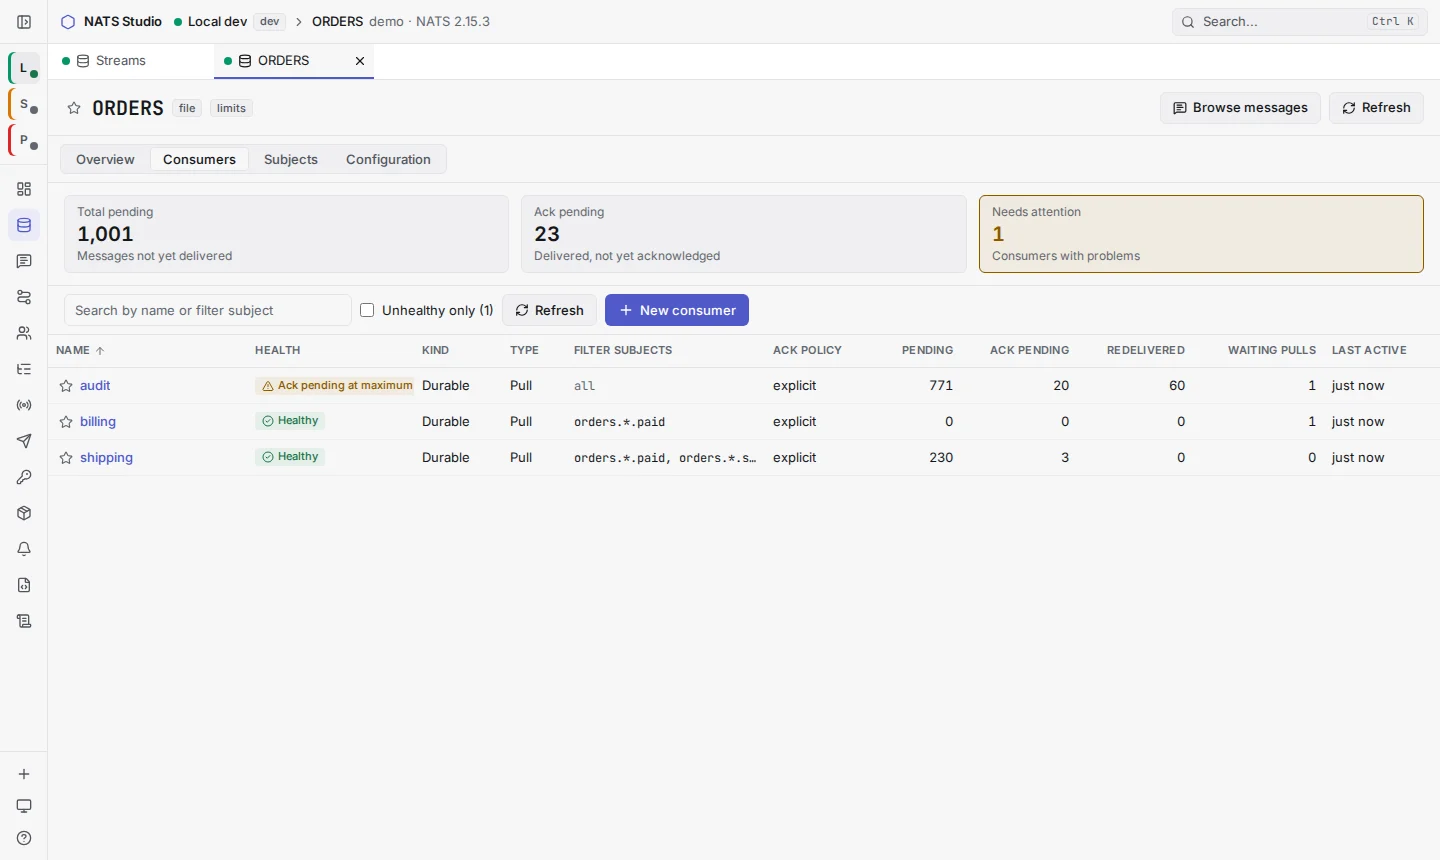 NATS Studio Local dev dev > ORDERS demo · NATS 2.15.3 Search... Ctrl K
L
S
P
Streams ORDERS
ORDERS file limits Browse messages Refresh
Overview Consumers Subjects Configuration
Total pending
1,001
Messages not yet delivered
Ack pending
23
Delivered, not yet acknowledged
Needs attention
1
Consumers with problems
Search by name or filter subject Unhealthy only (1) Refresh New consumer
NAME HEALTH KIND TYPE FILTER SUBJECTS ACK POLICY PENDING ACK PENDING REDELIVERED WAITING PULLS LAST ACTIVE
audit Ack pending at maximum Durable Pull all explicit 771 20 60 1 just now
billing Healthy Durable Pull orders.*.paid explicit 0 0 0 1 just now
shipping Healthy Durable Pull orders.*.paid, orders.*.s… explicit 230 3 0 0 just now